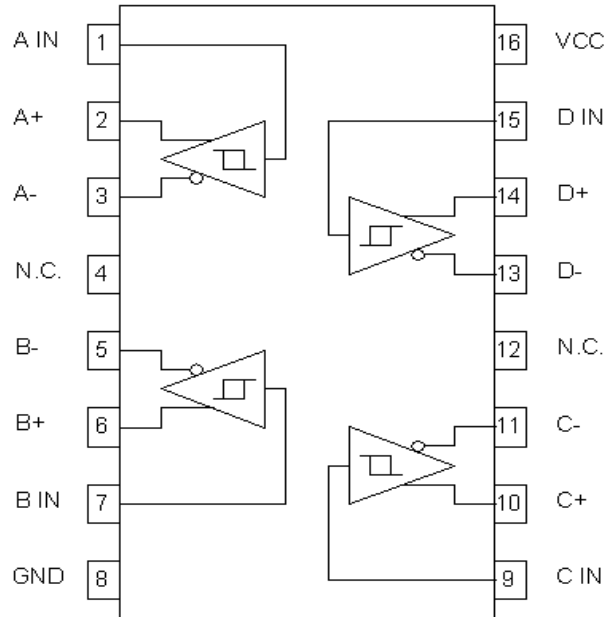 A IN 1 16 VCC
A+ 2 15 D IN
A- 3 14 D+
N.C. 4 13 D-
B- 5 12 N.C.
B+ 6 11 C-
B IN 7 10 C+
GND 8 9 C IN